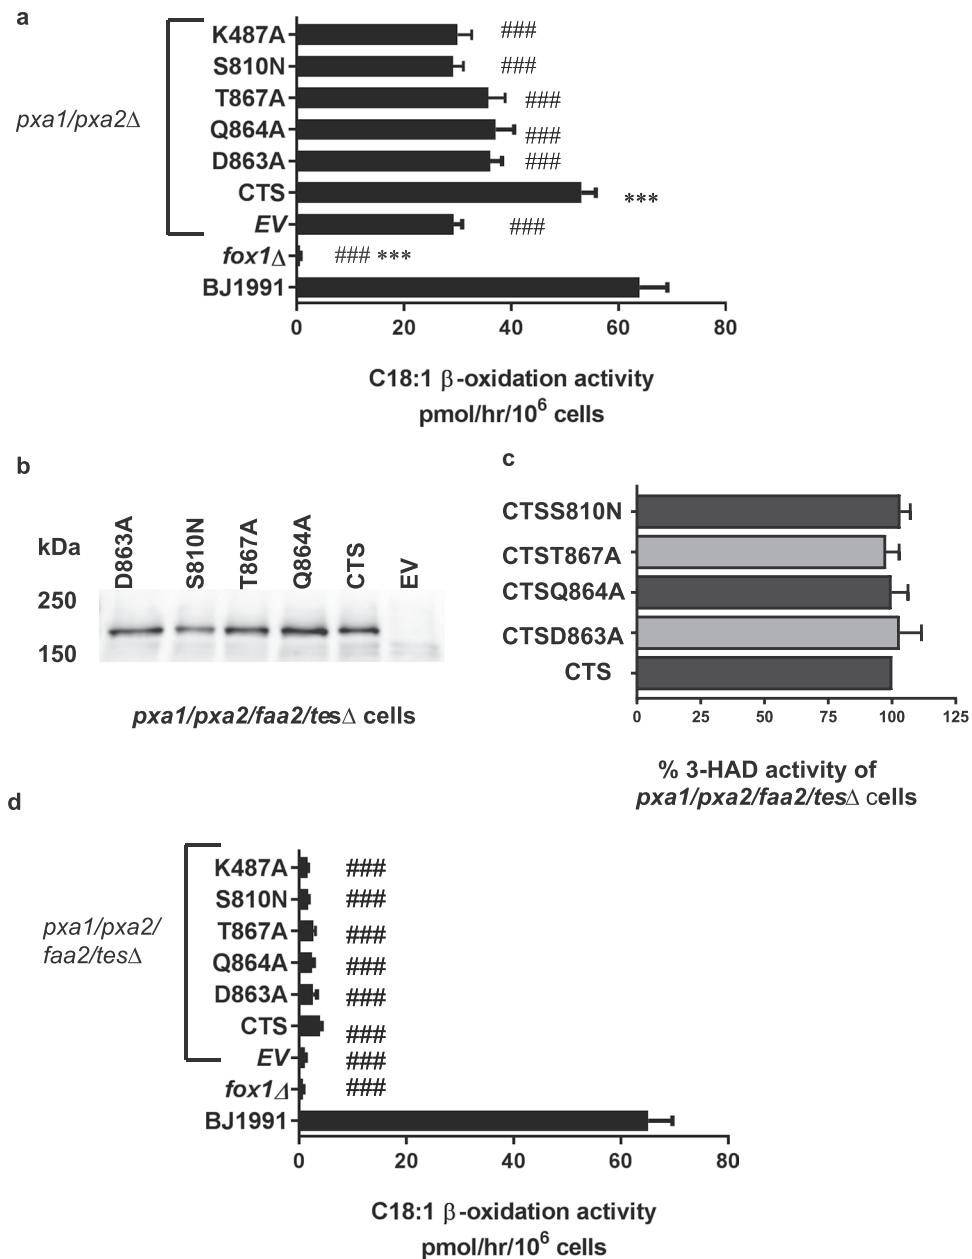 a
K487A ###
S810N ###
T867A ###
pxa1/pxa2Δ
Q864A ###
D863A ###
CTS ***
EV ###
fox1Δ ### ***
BJ1991
0 20 40 60 80
C18:1 β-oxidation activity
pmol/hr/10⁶ cells
b
kDa
D863A S810N T867A Q864A CTS EV
250
150
pxa1/pxa2/faa2/tesΔ cells
c
CTSS810N
CTST867A
CTSQ864A
CTSD863A
CTS
0 25 50 75 100 125
% 3-HAD activity of
pxa1/pxa2/faa2/tesΔ cells
d
K487A ###
S810N ###
T867A ###
pxa1/pxa2/
faa2/tesΔ
Q864A ###
D863A ###
CTS ###
EV ###
fox1Δ ###
BJ1991
0 20 40 60 80
C18:1 β-oxidation activity
pmol/hr/10⁶ cells